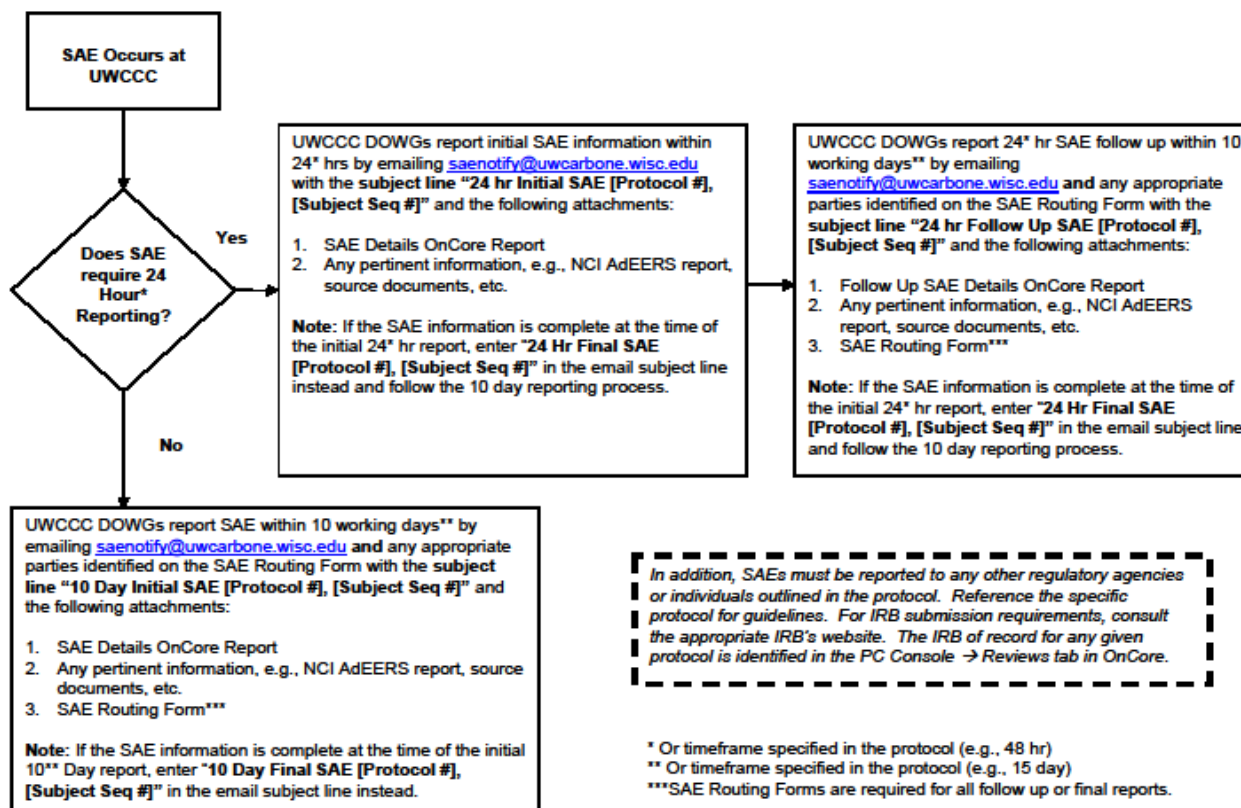 SAE Occurs at
UWCCC
Does SAE
require 24
Hour*
Reporting?
Yes
No
UWCCC DOWGs report initial SAE information within
24* hrs by emailing saenotify@uwcarbone.wisc.edu
with the subject line “24 hr Initial SAE [Protocol #],
[Subject Seq #]” and the following attachments:
1. SAE Details OnCore Report
2. Any pertinent information, e.g., NCI AdEERS report,
source documents, etc.
Note: If the SAE information is complete at the time of
the initial 24* hr report, enter “24 Hr Final SAE
[Protocol #], [Subject Seq #]” in the email subject line
instead and follow the 10 day reporting process.
UWCCC DOWGs report 24* hr SAE follow up within 10
working days** by emailing
saenotify@uwcarbone.wisc.edu and any appropriate
parties identified on the SAE Routing Form with the
subject line “24 hr Follow Up SAE [Protocol #],
[Subject Seq #]” and the following attachments:
1. Follow Up SAE Details OnCore Report
2. Any pertinent information, e.g., NCI AdEERS
report, source documents, etc.
3. SAE Routing Form***
Note: If the SAE information is complete at the time of
the initial 24* hr report, enter “24 Hr Final SAE
[Protocol #], [Subject Seq #]” in the email subject line
and follow the 10 day reporting process.
UWCCC DOWGs report SAE within 10 working days** by
emailing saenotify@uwcarbone.wisc.edu and any appropriate
parties identified on the SAE Routing Form with the subject
line “10 Day Initial SAE [Protocol #], [Subject Seq #]” and
the following attachments:
1. SAE Details OnCore Report
2. Any pertinent information, e.g., NCI AdEERS report, source
documents, etc.
3. SAE Routing Form***
Note: If the SAE information is complete at the time of the initial
10** Day report, enter “10 Day Final SAE [Protocol #],
[Subject Seq #]” in the email subject line instead.
In addition, SAEs must be reported to any other regulatory agencies
or individuals outlined in the protocol. Reference the specific
protocol for guidelines. For IRB submission requirements, consult
the appropriate IRB's website. The IRB of record for any given
protocol is identified in the PC Console → Reviews tab in OnCore.
* Or timeframe specified in the protocol (e.g., 48 hr)
** Or timeframe specified in the protocol (e.g., 15 day)
***SAE Routing Forms are required for all follow up or final reports.